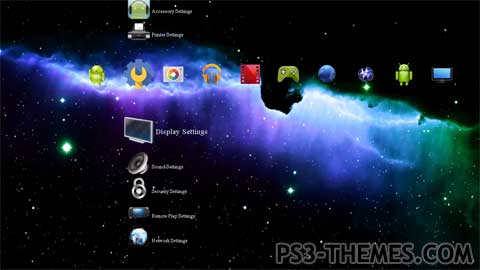 Accessory Settings
Printer Settings
Display Settings
Sound Settings
Security Settings
Remote Play Settings
Network Settings
PS3-THEMES.COM